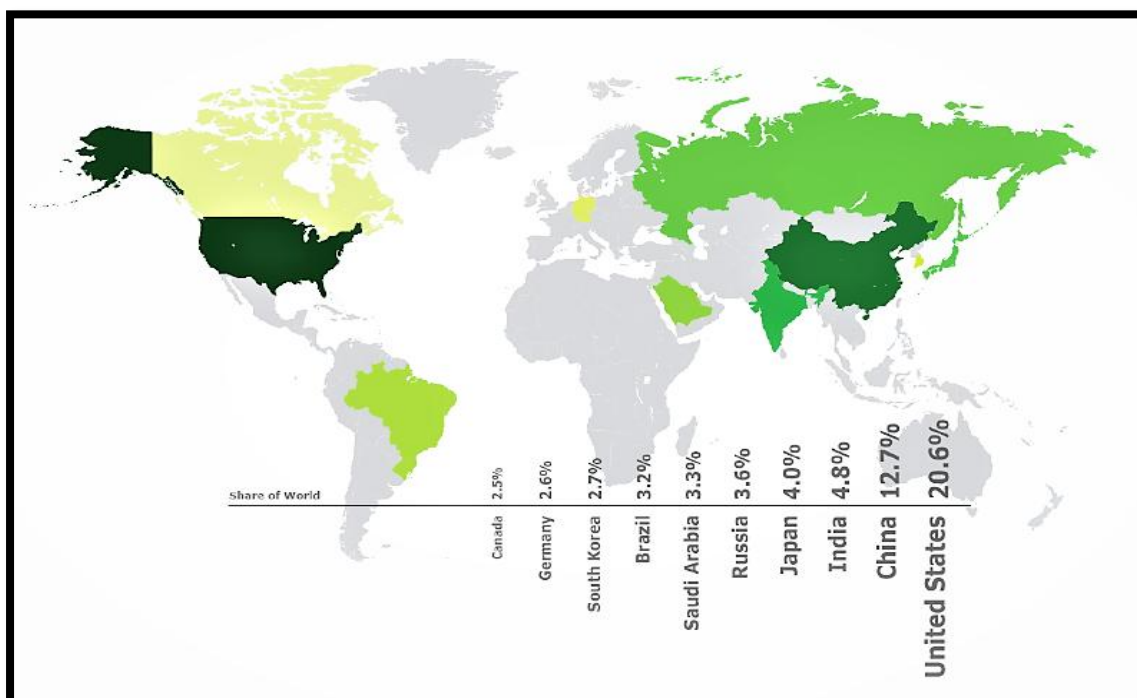 Share of World
Canada 2.5%
Germany 2.6%
South Korea 2.7%
Brazil 3.2%
Saudi Arabia 3.3%
Russia 3.6%
Japan 4.0%
India 4.8%
China 12.7%
United States 20.6%